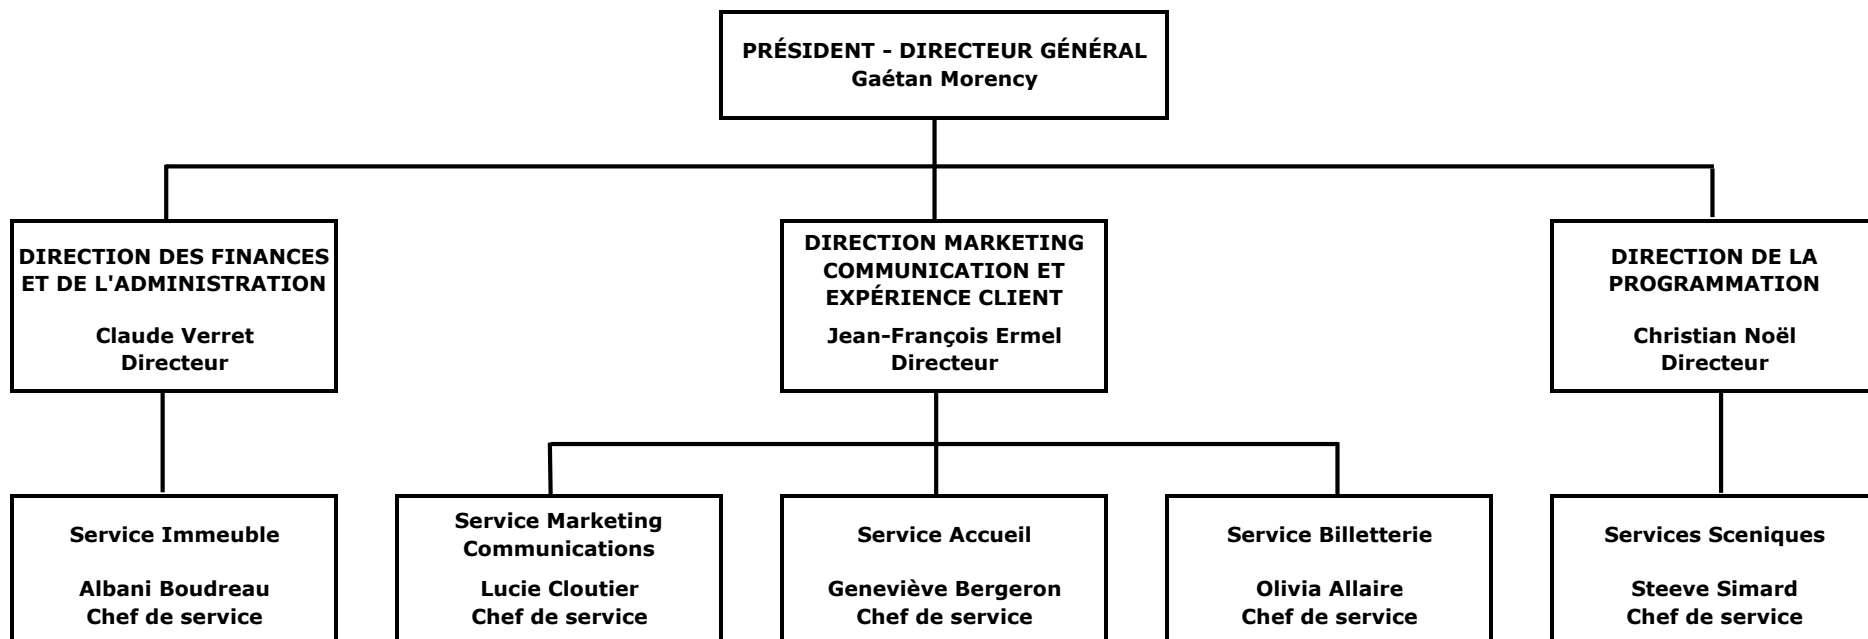 PRÉSIDENT - DIRECTEUR GÉNÉRAL
Gaétan Morency
DIRECTION DES FINANCES
ET DE L'ADMINISTRATION
Claude Verret
Directeur
DIRECTION MARKETING
COMMUNICATION ET
EXPÉRIENCE CLIENT
Jean-François Ermel
Directeur
DIRECTION DE LA
PROGRAMMATION
Christian Noël
Directeur
Service Immeuble
Albani Boudreau
Chef de service
Service Marketing
Communications
Lucie Cloutier
Chef de service
Service Accueil
Geneviève Bergeron
Chef de service
Service Billetterie
Olivia Allaire
Chef de service
Services Sceniques
Steeve Simard
Chef de service